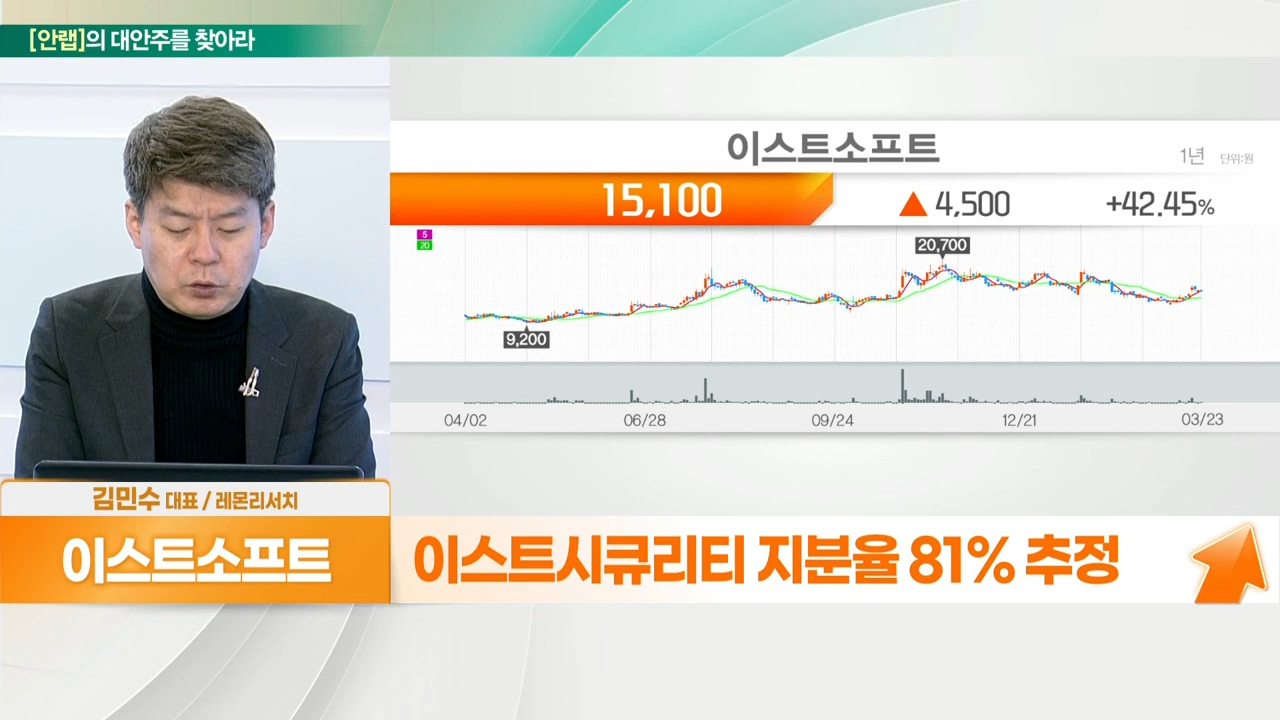 [안랩]의 대안주를 찾아라
이스트소프트
1년 단위:원
15,100 ▲ 4,500 +42.45%
5
20
20,700
9,200
04/02 06/28 09/24 12/21 03/23
김민수 대표 / 레몬리서치
이스트소프트
이스트시큐리티 지분율 81% 추정